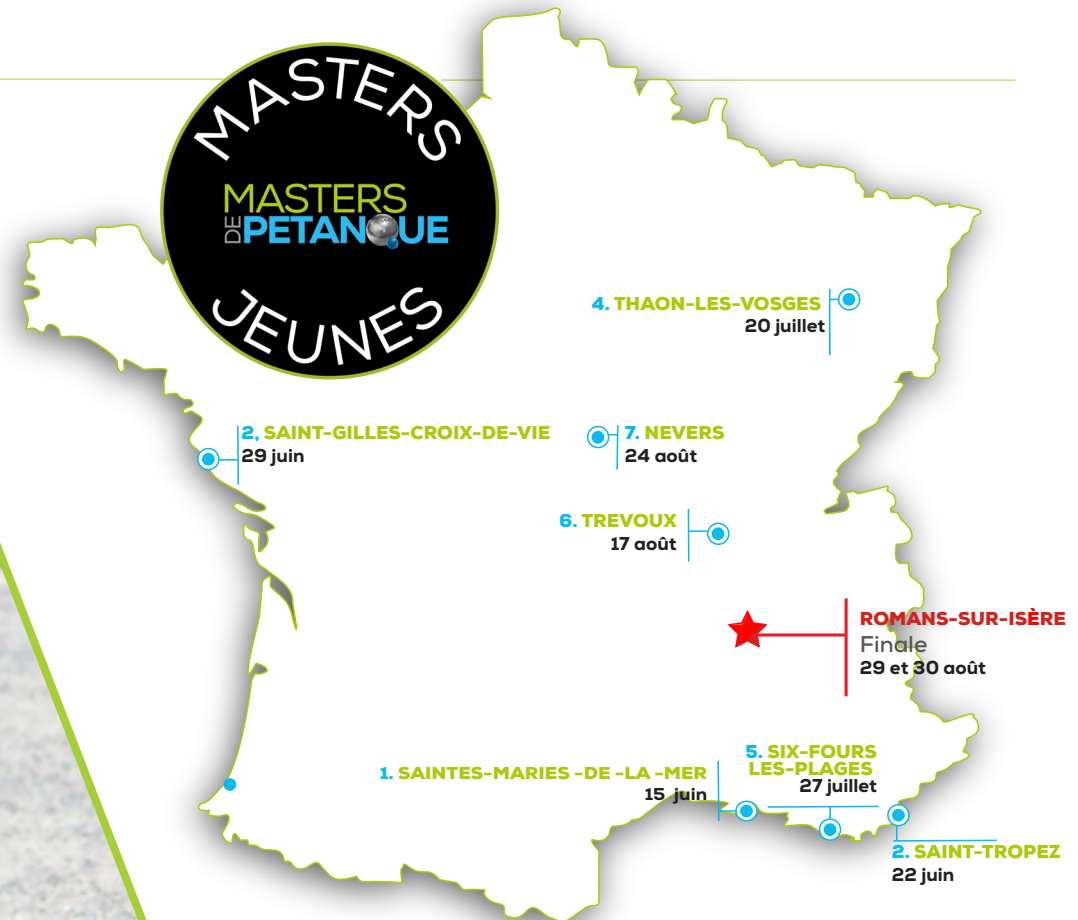 MASTERS
MASTERS
DE PETANQUE
JEUNES
4. THAON-LES-VOSGES
20 juillet
2, SAINT-GILLES-CROIX-DE-VIE
29 juin
7. NEVERS
24 août
6. TREVOUX
17 août
ROMANS-SUR-ISÈRE
Finale
29 et 30 août
5. SIX-FOURS
LES-PLAGES
27 juillet
1. SAINTES-MARIES -DE -LA -MER
15 juin
2. SAINT-TROPEZ
22 juin